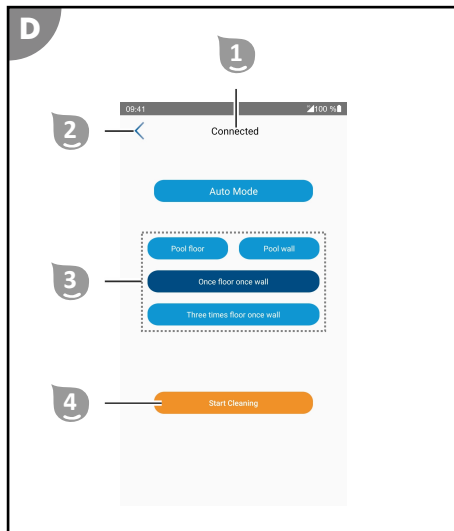 D
1
09:41 100 %
2
Connected
Auto Mode
Pool floor Pool wall
3
Once floor once wall
Three times floor once wall
4
Start Cleaning